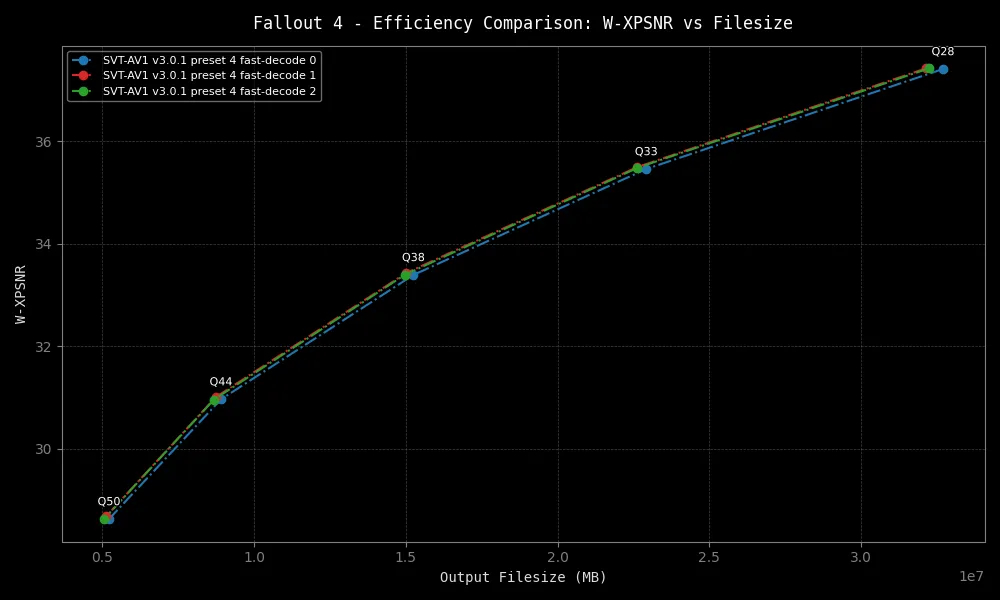 Fallout 4 - Efficiency Comparison: W-XPSNR vs Filesize
SVT-AV1 v3.0.1 preset 4 fast-decode 0
SVT-AV1 v3.0.1 preset 4 fast-decode 1
SVT-AV1 v3.0.1 preset 4 fast-decode 2
Q28
36
Q33
34
Q38
W-XPSNR
32
Q44
30
Q50
0.5
1.0
1.5
2.0
2.5
3.0
1e7
Output Filesize (MB)